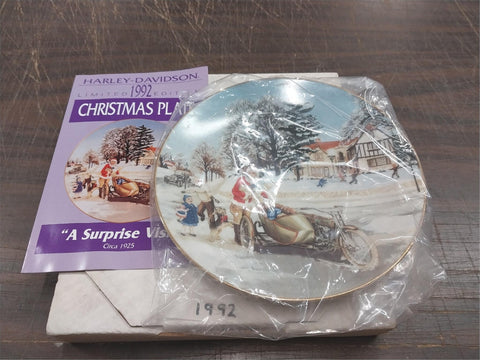 HARLEY-DAVIDSON
1992
LIMITED EDITION
CHRISTMAS PLA
"A Surprise Vis
Circa 1925
1992